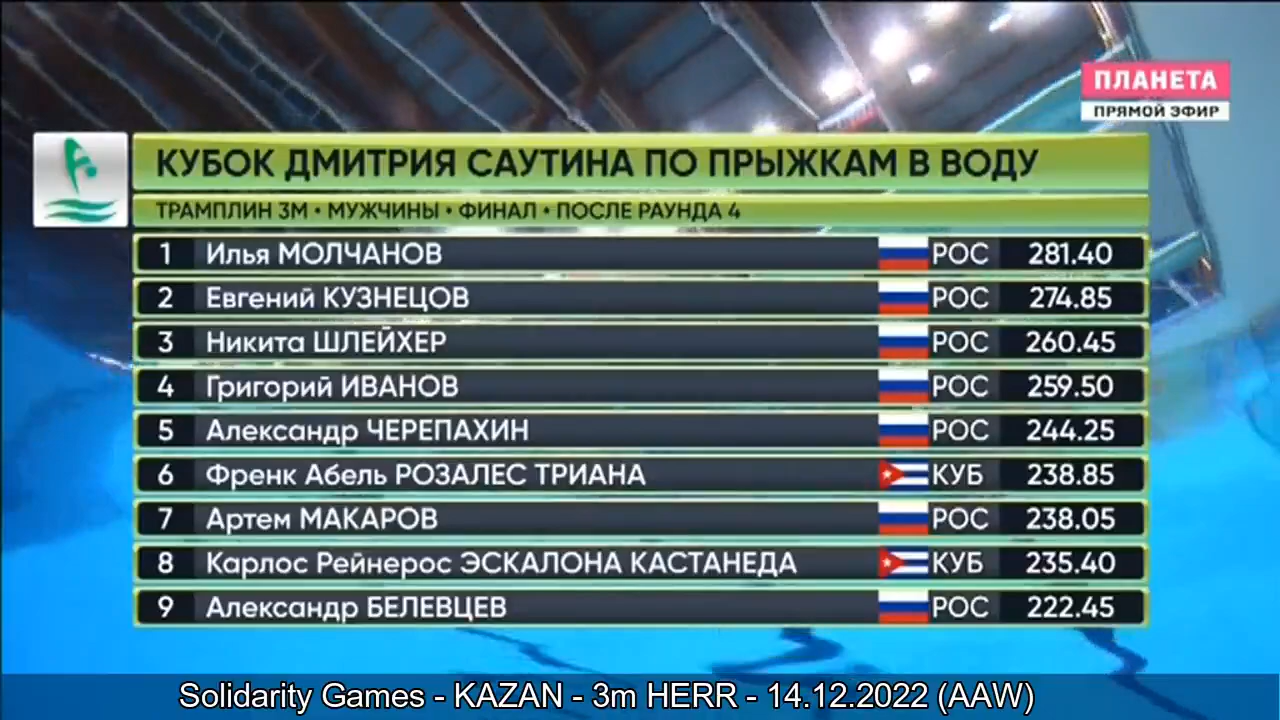 ПЛАНЕТА
ПРЯМОЙ ЭФИР
КУБОК ДМИТРИЯ САУТИНА ПО ПРЫЖКАМ В ВОДУ
ТРАМПЛИН 3М • МУЖЧИНЫ • ФИНАЛ • ПОСЛЕ РАУНДА 4
1 Илья МОЛЧАНОВ РОС 281.40
2 Евгений КУЗНЕЦОВ РОС 274.85
3 Никита ШЛЕЙХЕР РОС 260.45
4 Григорий ИВАНОВ РОС 259.50
5 Александр ЧЕРЕПАХИН РОС 244.25
6 Френк Абель РОЗАЛЕС ТРИАНА КУБ 238.85
7 Артем МАКАРОВ РОС 238.05
8 Карлос Рейнерос ЭСКАЛОНА КАСТАНЕДА КУБ 235.40
9 Александр БЕЛЕВЦЕВ РОС 222.45
Solidarity Games - KAZAN - 3m HERR - 14.12.2022 (AAW)